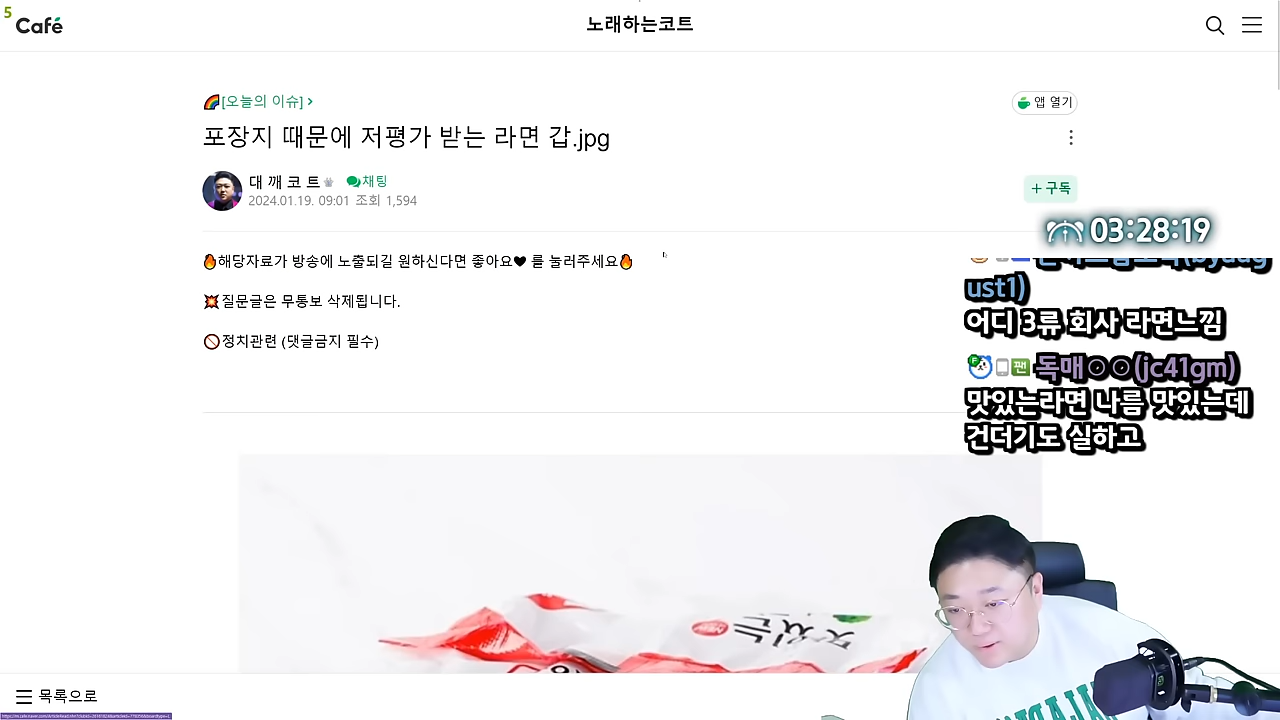 5
Café
노래하는코트
🌈[오늘의 이슈] >
앱 열기
포장지 때문에 저평가 받는 라면 갑.jpg
대 깨 코 트
채팅
2024.01.19. 09:01 조회 1,594
+ 구독
03:28:19
🔥해당자료가 방송에 노출되길 원하신다면 좋아요🖤 를 눌러주세요🔥
💥질문글은 무통보 삭제됩니다.
🚫정치관련 (댓글금지 필수)
ust1)
어디 3류 회사 라면느낌
팬 독매ㅇㅇ(jc41gm)
맛있는라면 나름 맛있는데
건더기도 실하고
맛있는
목록으로